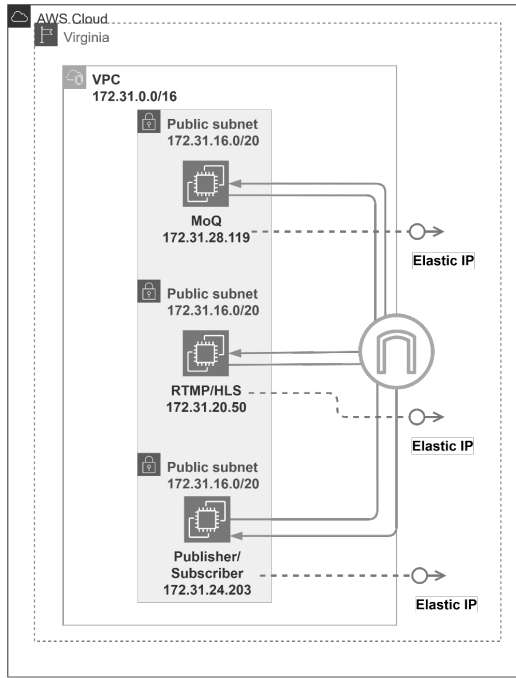 AWS Cloud
Virginia
VPC
172.31.0.0/16
Public subnet
172.31.16.0/20
MoQ
172.31.28.119
Elastic IP
Public subnet
172.31.16.0/20
RTMP/HLS
172.31.20.50
Elastic IP
Public subnet
172.31.16.0/20
Publisher/
Subscriber
172.31.24.203
Elastic IP